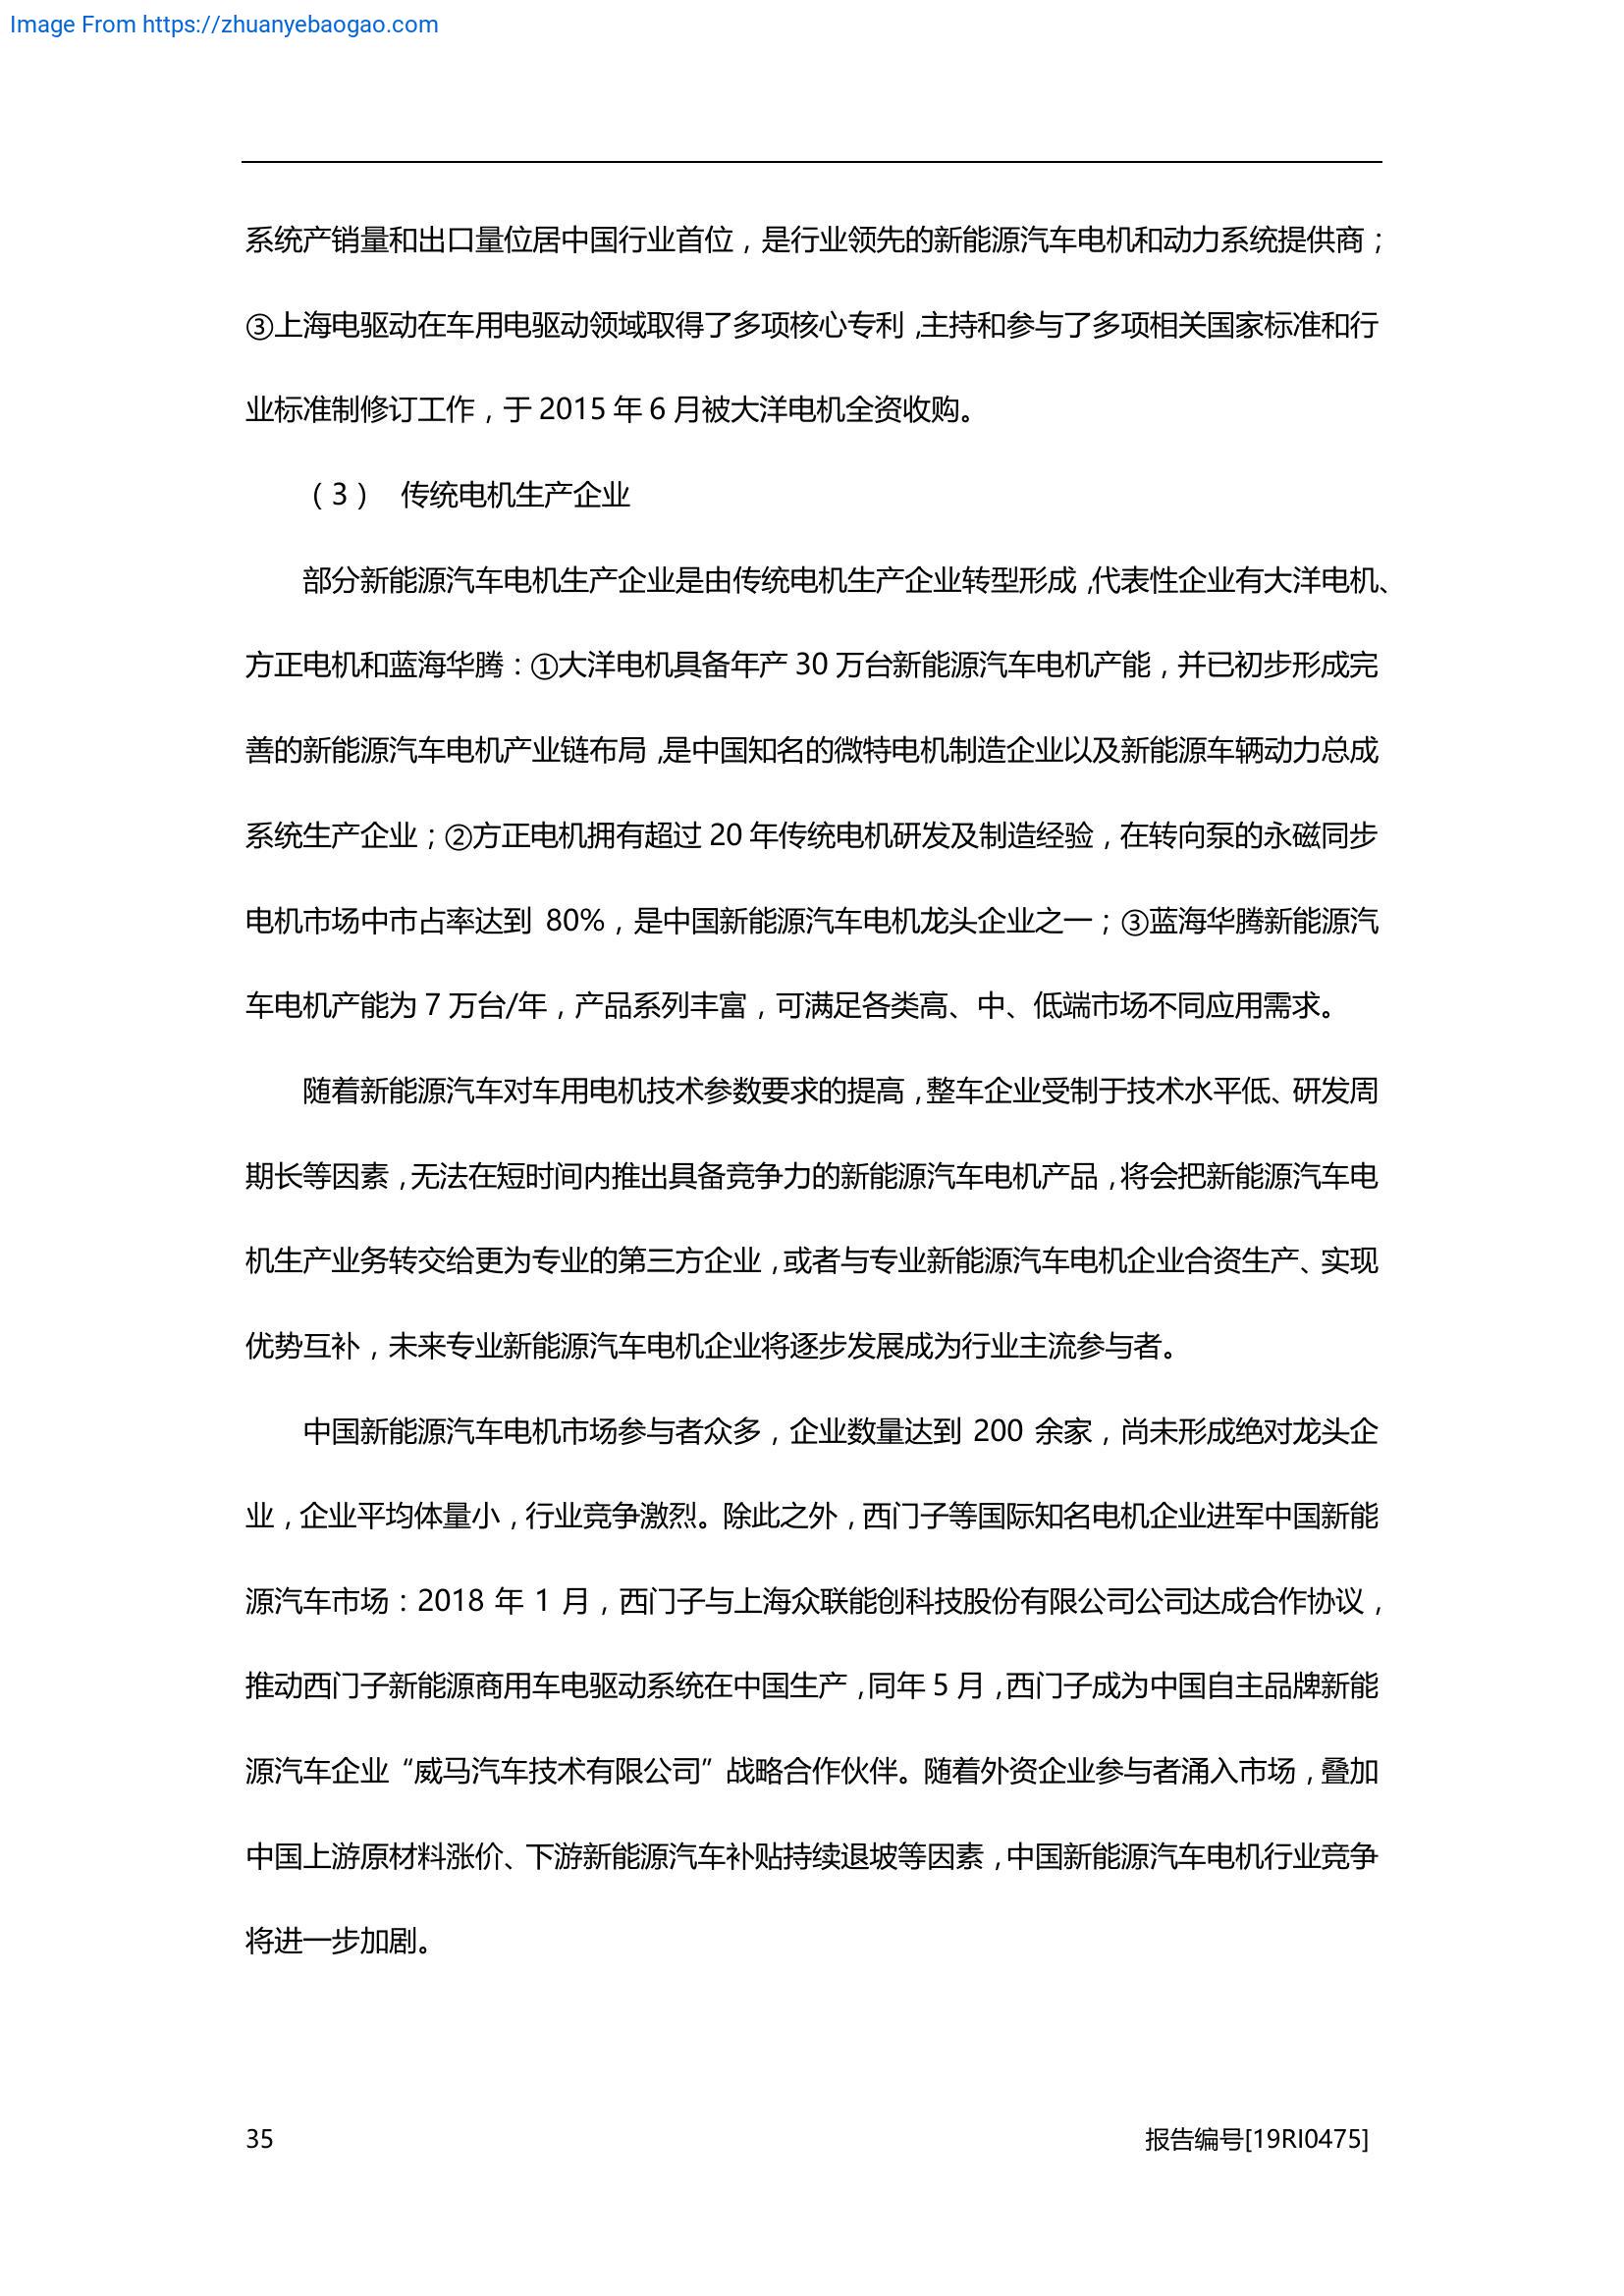 Image From https://zhuanyebaogao.com
系统产销量和出口量位居中国行业首位，是行业领先的新能源汽车电机和动力系统提供商；
③上海电驱动在车用电驱动领域取得了多项核心专利，主持和参与了多项相关国家标准和行
业标准制修订工作，于 2015 年 6 月被大洋电机全资收购。
（3） 传统电机生产企业
部分新能源汽车电机生产企业是由传统电机生产企业转型形成，代表性企业有大洋电机、
方正电机和蓝海华腾：①大洋电机具备年产 30 万台新能源汽车电机产能，并已初步形成完
善的新能源汽车电机产业链布局，是中国知名的微特电机制造企业以及新能源车辆动力总成
系统生产企业；②方正电机拥有超过 20 年传统电机研发及制造经验，在转向泵的永磁同步
电机市场中市占率达到 80%，是中国新能源汽车电机龙头企业之一；③蓝海华腾新能源汽
车电机产能为 7 万台/年，产品系列丰富，可满足各类高、中、低端市场不同应用需求。
随着新能源汽车对车用电机技术参数要求的提高，整车企业受制于技术水平低、研发周
期长等因素，无法在短时间内推出具备竞争力的新能源汽车电机产品，将会把新能源汽车电
机生产业务转交给更为专业的第三方企业，或者与专业新能源汽车电机企业合资生产、实现
优势互补，未来专业新能源汽车电机企业将逐步发展成为行业主流参与者。
中国新能源汽车电机市场参与者众多，企业数量达到 200 余家，尚未形成绝对龙头企
业，企业平均体量小，行业竞争激烈。除此之外，西门子等国际知名电机企业进军中国新能
源汽车市场：2018 年 1 月，西门子与上海众联能创科技股份有限公司公司达成合作协议，
推动西门子新能源商用车电驱动系统在中国生产，同年 5 月，西门子成为中国自主品牌新能
源汽车企业“威马汽车技术有限公司”战略合作伙伴。随着外资企业参与者涌入市场，叠加
中国上游原材料涨价、下游新能源汽车补贴持续退坡等因素，中国新能源汽车电机行业竞争
将进一步加剧。
35 报告编号[19RI0475]